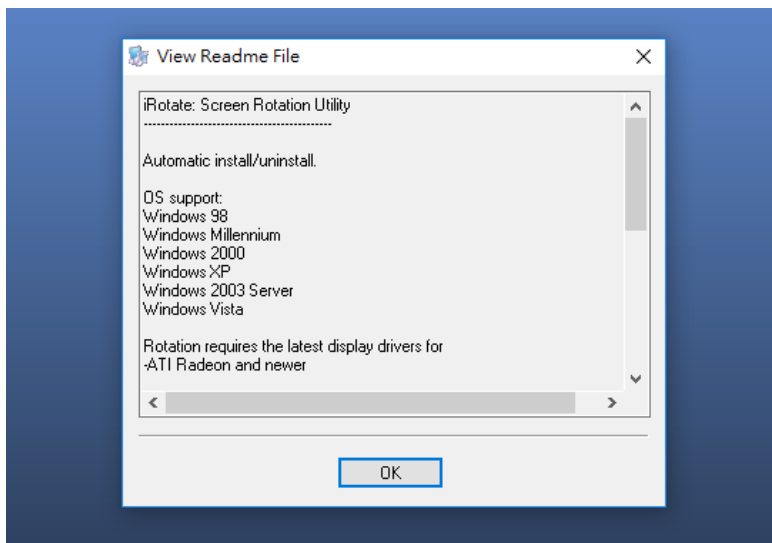 View Readme File
iRotate: Screen Rotation Utility
-------------------------------------------
Automatic install/uninstall.
OS support:
Windows 98
Windows Millennium
Windows 2000
Windows XP
Windows 2003 Server
Windows Vista
Rotation requires the latest display drivers for
-ATI Radeon and newer
OK